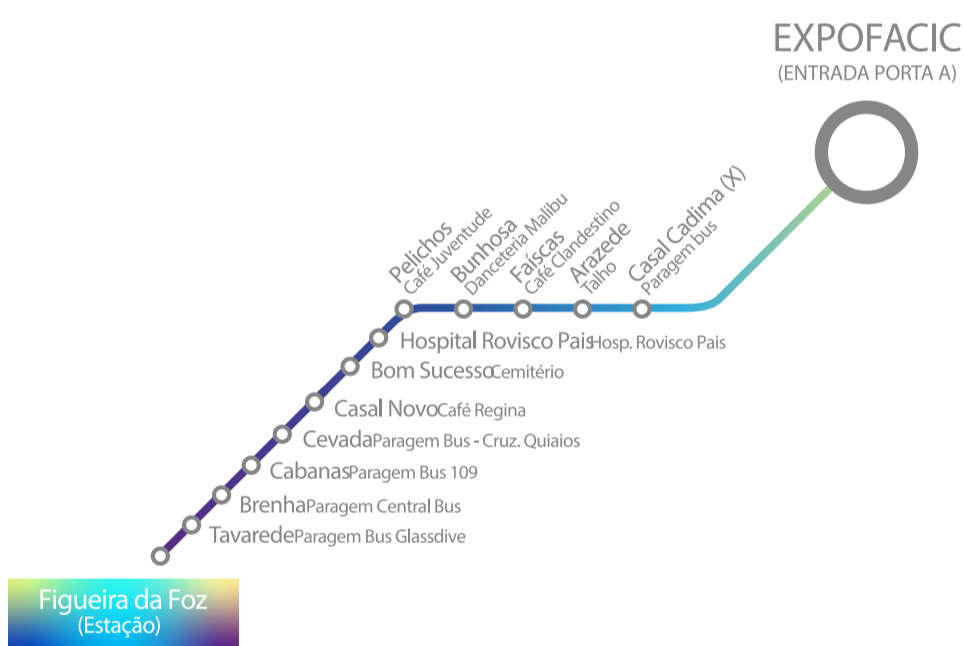 EXPOFACIC
(ENTRADA PORTA A)
Pelichos
Café Juventude
Bunhosa
Danceteria Malibu
Faíscas
Café Clandestino
Arazede
Talho
Casal Cadima (X)
Paragem bus
Hospital Rovisco Pais Hosp. Rovisco Pais
Bom Sucesso Cemitério
Casal Novo Café Regina
Cevada Paragem Bus - Cruz. Quiaios
Cabanas Paragem Bus 109
Brenha Paragem Central Bus
Tavarede Paragem Bus Glassdive
Figueira da Foz
(Estação)